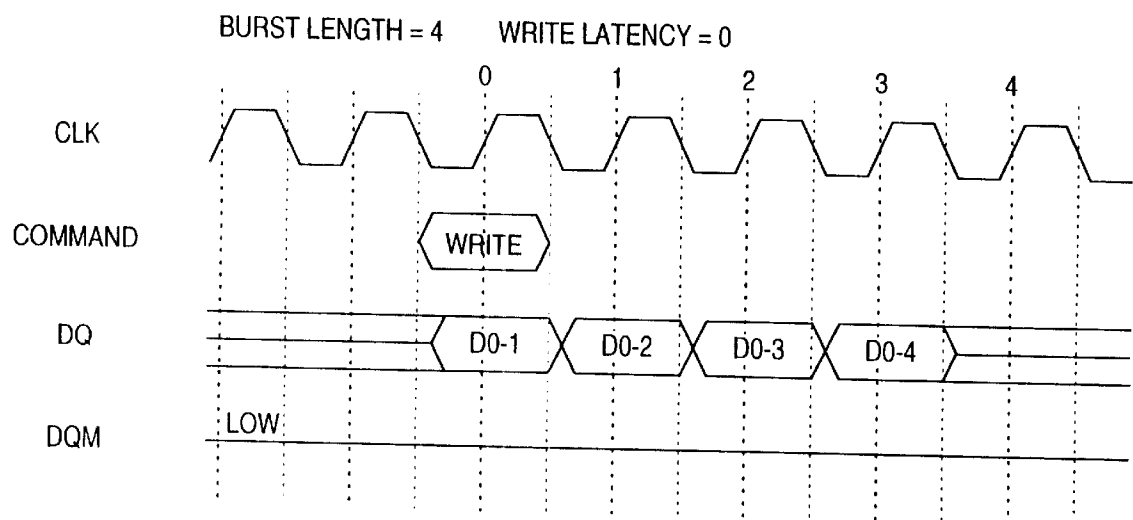 BURST LENGTH = 4 WRITE LATENCY = 0
0 1 2 3 4
CLK
COMMAND WRITE
DQ D0-1 D0-2 D0-3 D0-4
DQM LOW